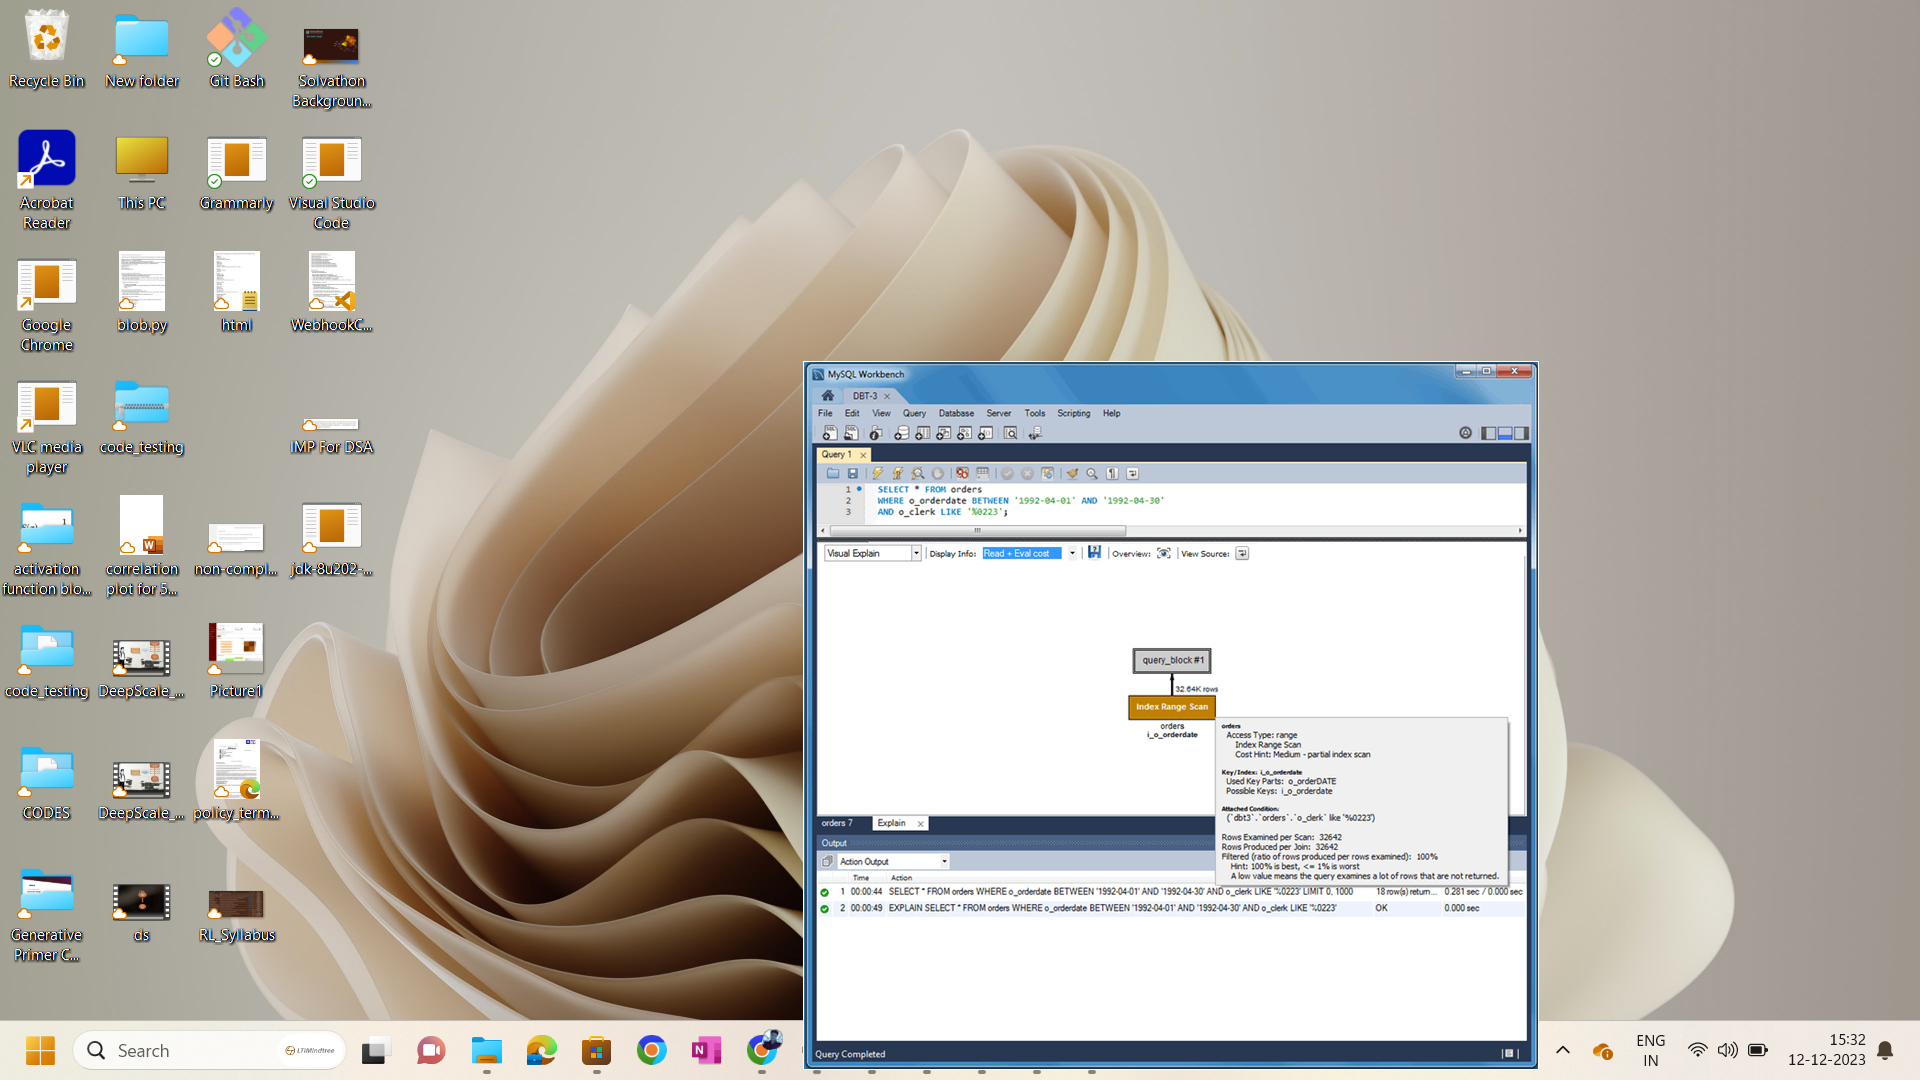 Recycle Bin
New folder
Git Bash
Solvathon
Backgroun...
Acrobat
Reader
This PC
Grammarly
Visual Studio
Code
Google
Chrome
blob.py
html
WebhookC...
VLC media
player
code_testing
IMP For DSA
activation
function blo...
correlation
plot for 5...
non-compl...
jdk-8u202-...
code_testing
DeepScale_...
Picture1
CODES
DeepScale_...
policy_term...
Generative
Primer C...
ds
RL_Syllabus
MySQL Workbench
DBT-3
File Edit View Query Database Server Tools Scripting Help
Query 1
1 SELECT * FROM orders
2 WHERE o_orderdate BETWEEN '1992-04-01' AND '1992-04-30'
3 AND o_clerk LIKE '%0223';
Visual Explain Display Info: Read + Eval cost Overview: View Source:
query_block #1
32.64K rows
Index Range Scan
orders
i_o_orderdate
orders
Access Type: range
Index Range Scan
Cost Hint: Medium - partial index scan
Key/Index: i_o_orderdate
Used Key Parts: o_orderDATE
Possible Keys: i_o_orderdate
Attached Condition:
(`dbt3`.`orders`.`o_clerk` like '%0223')
Rows Examined per Scan: 32642
Rows Produced per Join: 32642
Filtered (ratio of rows produced per rows examined): 100%
Hint: 100% is best, <= 1% is worst
A low value means the query examines a lot of rows that are not returned.
orders 7 Explain
Output
Action Output
Time Action
1 00:00:44 SELECT * FROM orders WHERE o_orderdate BETWEEN '1992-04-01' AND '1992-04-30' AND o_clerk LIKE '%0223' LIMIT 0, 1000 18 row(s) return... 0.281 sec / 0.000 sec
2 00:00:49 EXPLAIN SELECT * FROM orders WHERE o_orderdate BETWEEN '1992-04-01' AND '1992-04-30' AND o_clerk LIKE '%0223' OK 0.000 sec
Query Completed
Search
LTIMindtree
ENG
IN
15:32
12-12-2023